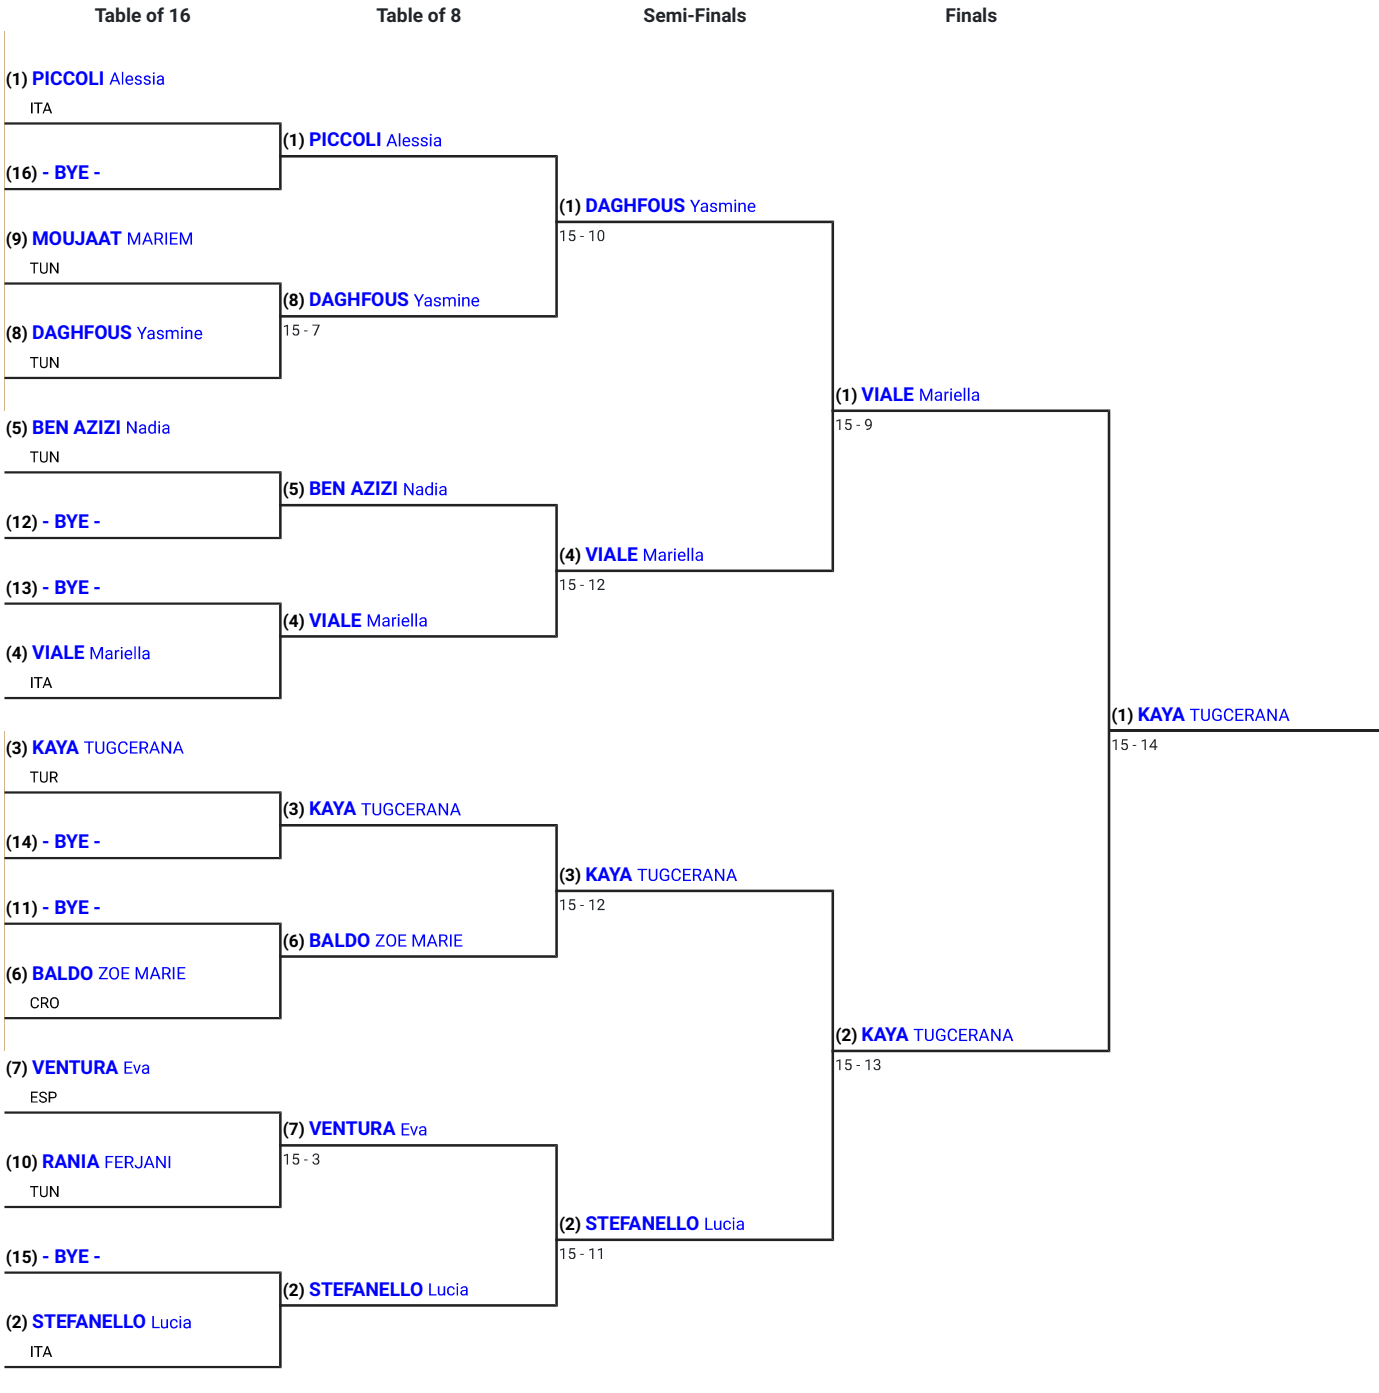 Table of 16
Table of 8
Semi-Finals
Finals
(1) PICCOLI Alessia
ITA
(16) - BYE -
(9) MOUJAAT MARIEM
TUN
(8) DAGHFOUS Yasmine
TUN
(5) BEN AZIZI Nadia
TUN
(12) - BYE -
(13) - BYE -
(4) VIALE Mariella
ITA
(3) KAYA TUGCERANA
TUR
(14) - BYE -
(11) - BYE -
(6) BALDO ZOE MARIE
CRO
(7) VENTURA Eva
ESP
(10) RANIA FERJANI
TUN
(15) - BYE -
(2) STEFANELLO Lucia
ITA
(1) PICCOLI Alessia
(8) DAGHFOUS Yasmine
15 - 7
(5) BEN AZIZI Nadia
(4) VIALE Mariella
(3) KAYA TUGCERANA
(6) BALDO ZOE MARIE
(7) VENTURA Eva
15 - 3
(2) STEFANELLO Lucia
(1) DAGHFOUS Yasmine
15 - 10
(4) VIALE Mariella
15 - 12
(3) KAYA TUGCERANA
15 - 12
(2) STEFANELLO Lucia
15 - 11
(1) VIALE Mariella
15 - 9
(2) KAYA TUGCERANA
15 - 13
(1) KAYA TUGCERANA
15 - 14